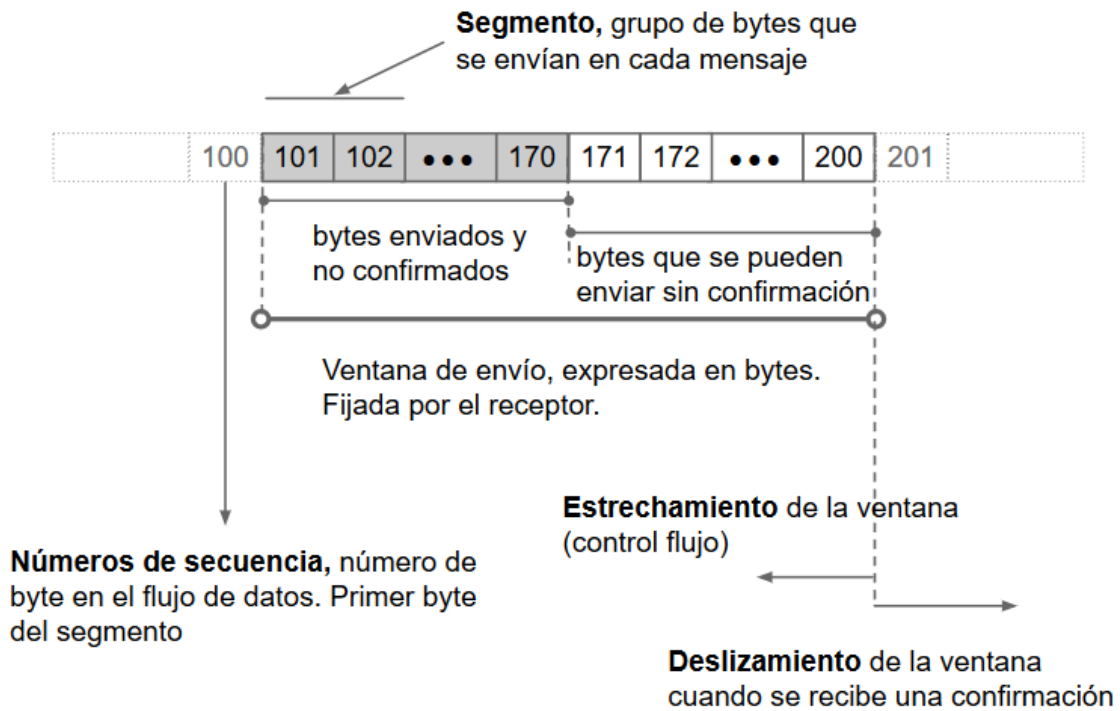 Segmento, grupo de bytes que
se envían en cada mensaje
100 101 102 ••• 170 171 172 ••• 200 201
bytes enviados y
no confirmados
bytes que se pueden
enviar sin confirmación
Ventana de envío, expresada en bytes.
Fijada por el receptor.
Estrechamiento de la ventana
(control flujo)
Números de secuencia, número de
byte en el flujo de datos. Primer byte
del segmento
Deslizamiento de la ventana
cuando se recibe una confirmación